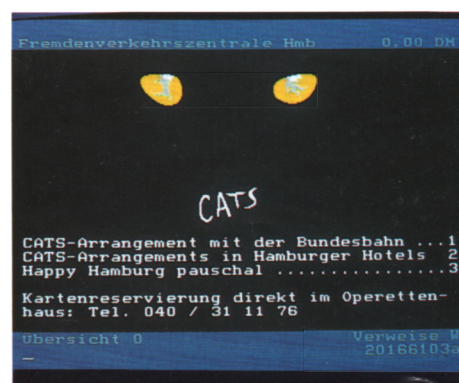 Fremdenverkehrszentrale Hmb 0.00 DM
CATS
CATS-Arrangement mit der Bundesbahn ...1
CATS-Arrangements in Hamburger Hotels 2
Happy Hamburg pauschal ................3
Kartenreservierung direkt im Operetten-
haus: Tel. 040 / 31 11 76
Übersicht 0 Verweise W
20166103a